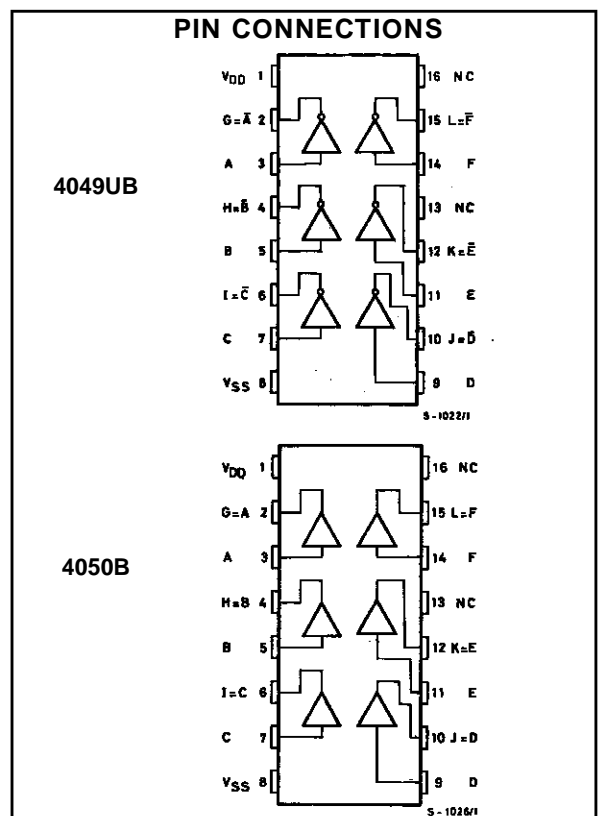 PIN CONNECTIONS
4049UB
VDD 1
G=A̅ 2
A 3
H=B̅ 4
B 5
I=C̅ 6
C 7
VSS 8
16 NC
15 L=F̅
14 F
13 NC
12 K=E̅
11 E
10 J=D̅
9 D
S-1022/1
4050B
VDD 1
G=A 2
A 3
H=B 4
B 5
I=C 6
C 7
VSS 8
16 NC
15 L=F
14 F
13 NC
12 K=E
11 E
10 J=D
9 D
S-1026/1